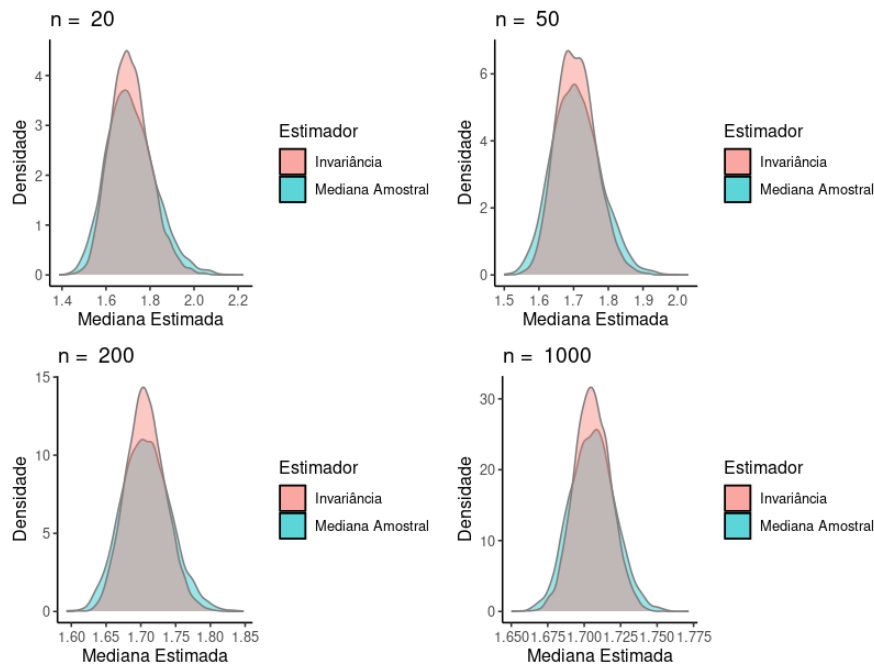 n = 20
Densidade
4
3
2
1
0
1.4 1.6 1.8 2.0 2.2
Mediana Estimada
Estimador
Invariância
Mediana Amostral
n = 50
Densidade
6
4
2
0
1.5 1.6 1.7 1.8 1.9 2.0
Mediana Estimada
Estimador
Invariância
Mediana Amostral
n = 200
Densidade
15
10
5
0
1.60 1.65 1.70 1.75 1.80 1.85
Mediana Estimada
Estimador
Invariância
Mediana Amostral
n = 1000
Densidade
30
20
10
0
1.650 1.675 1.700 1.725 1.750 1.775
Mediana Estimada
Estimador
Invariância
Mediana Amostral